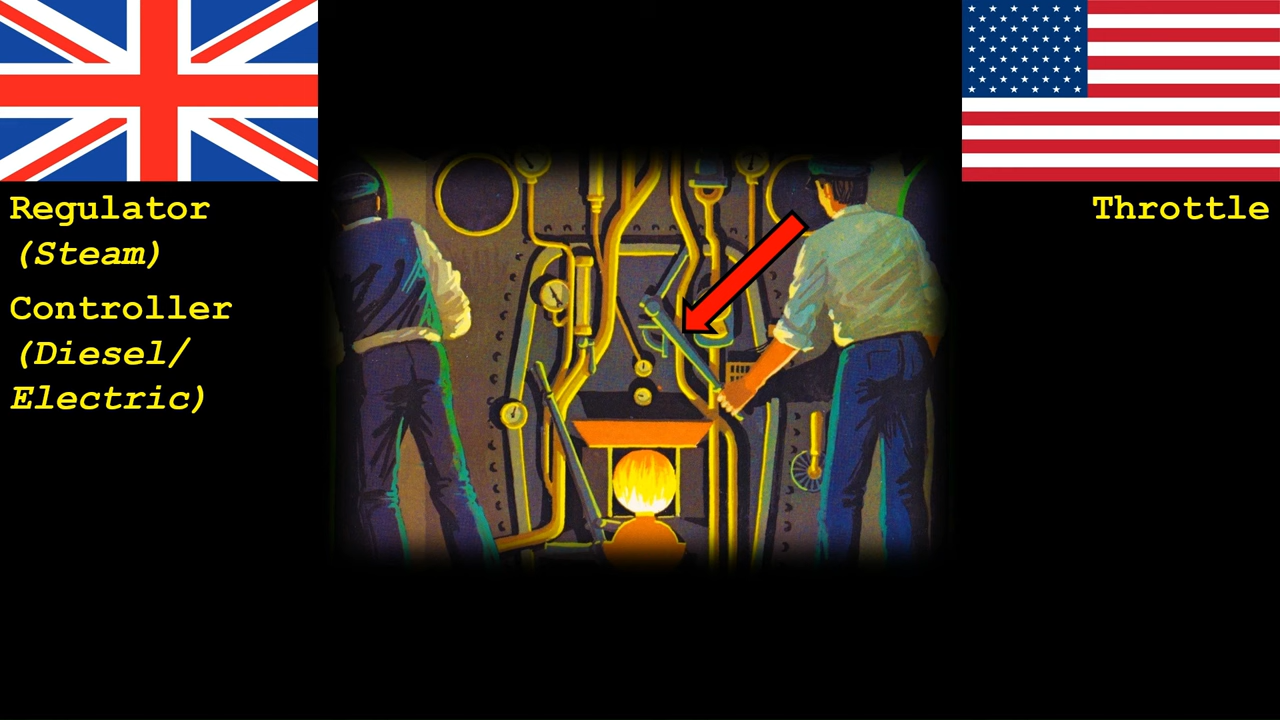 Regulator
(Steam)
Controller
(Diesel/
Electric)
Throttle